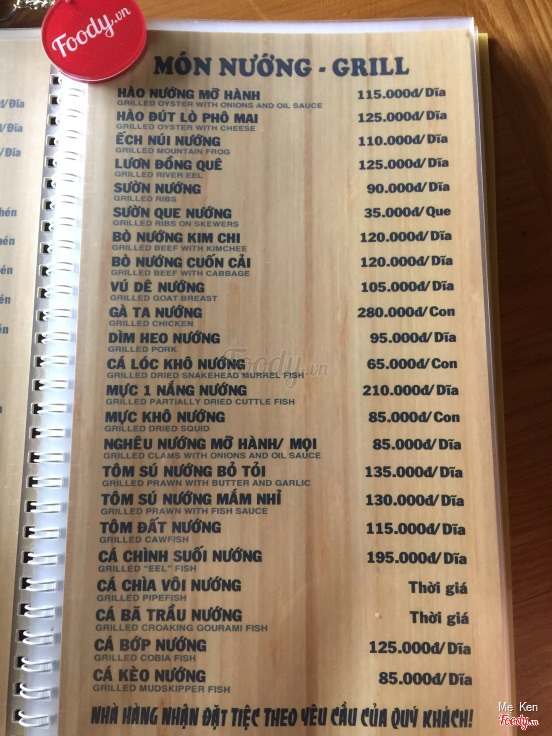 Foody.vn
MÓN NƯỚNG - GRILL
HÀO NƯỚNG MỠ HÀNH 115.000đ/Dĩa
GRILLED OYSTER WITH ONIONS AND OIL SAUCE
HÀO ĐÚT LÒ PHÔ MAI 125.000đ/Dĩa
GRILLED OYSTER WITH CHEESE
ẾCH NÚI NƯỚNG 110.000đ/Dĩa
GRILLED MOUNTAIN FROG
LƯƠN ĐỒNG QUÊ 125.000đ/Dĩa
GRILLED RIVER EEL
SƯỜN NƯỚNG 90.000đ/Dĩa
GRILLED RIBS
SƯỜN QUE NƯỚNG 35.000đ/Que
GRILLED RIBS ON SKEWERS
BÒ NƯỚNG KIM CHI 120.000đ/Dĩa
GRILLED BEEF WITH KIMCHEE
BÒ NƯỚNG CUỐN CẢI 120.000đ/Dĩa
GRILLED BEEF WITH CABBAGE
VÚ DÊ NƯỚNG 105.000đ/Dĩa
GRILLED GOAT BREAST
GÀ TA NƯỚNG 280.000đ/Con
GRILLED CHICKEN
DÌM HEO NƯỚNG 95.000đ/Dĩa
GRILLED PORK
CÁ LÓC KHÔ NƯỚNG 65.000đ/Con
GRILLED DRIED SNAKEHEAD MURREL FISH
Foody.vn
MỰC 1 NẮNG NƯỚNG 210.000đ/Dĩa
GRILLED PARTIALLY DRIED CUTTLE FISH
MỰC KHÔ NƯỚNG 85.000đ/Con
GRILLED DRIED SQUID
NGHÊU NƯỚNG MỠ HÀNH/ MỌI 85.000đ/Dĩa
GRILLED CLAMS WITH ONIONS AND OIL SAUCE
TÔM SÚ NƯỚNG BỎ TỎI 135.000đ/Dĩa
GRILLED PRAWN WITH BUTTER AND GARLIC
TÔM SÚ NƯỚNG MẮM NHỈ 130.000đ/Dĩa
GRILLED PRAWN WITH FISH SAUCE
TÔM ĐẤT NƯỚNG 115.000đ/Dĩa
GRILLED CAWFISH
CÁ CHÌNH SUỐI NƯỚNG 195.000đ/Dĩa
GRILLED "EEL" FISH
CÁ CHÌA VÔI NƯỚNG Thời giá
GRILLED PIPEFISH
CÁ BÃ TRẦU NƯỚNG Thời giá
GRILLED CROAKING GOURAMI FISH
CÁ BỚP NƯỚNG 125.000đ/Dĩa
GRILLED COBIA FISH
CÁ KÈO NƯỚNG 85.000đ/Dĩa
GRILLED MUDSKIPPER FISH
NHÀ HÀNG NHẬN ĐẶT TIỆC THEO YÊU CẦU CỦA QUÝ KHÁCH!
Me Ken
Foody.vn